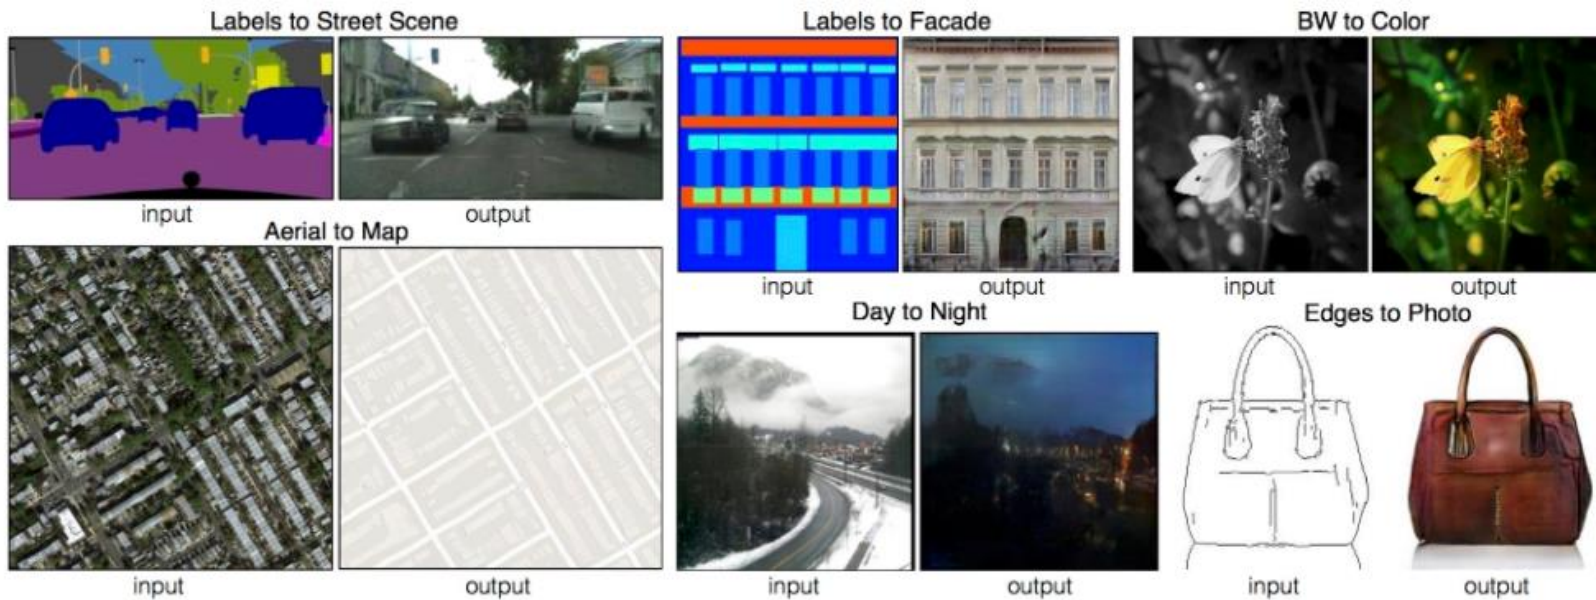 Labels to Street Scene
input
output
Aerial to Map
input
output
Labels to Facade
input
output
BW to Color
input
output
Day to Night
input
output
Edges to Photo
input
output